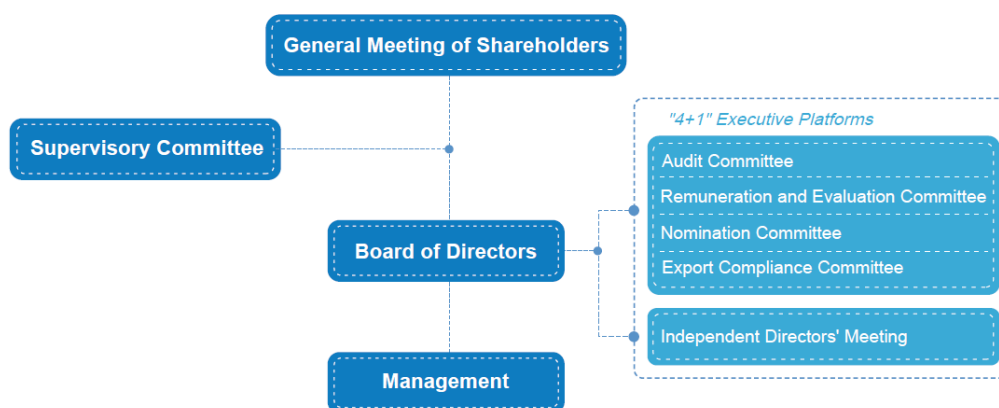 General Meeting of Shareholders
Supervisory Committee
"4+1" Executive Platforms
Audit Committee
Remuneration and Evaluation Committee
Nomination Committee
Export Compliance Committee
Board of Directors
Independent Directors' Meeting
Management